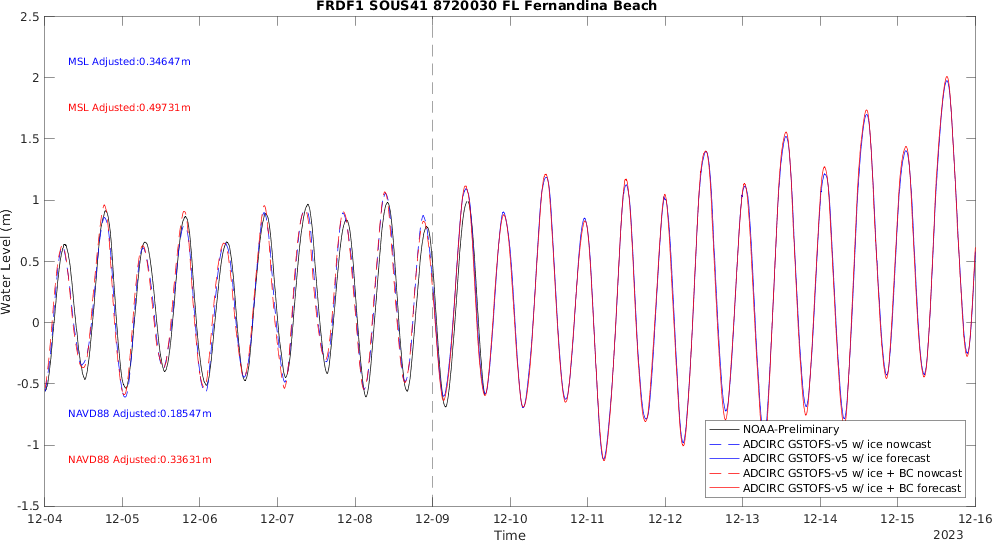 FRDF1 SOUS41 8720030 FL Fernandina Beach
2.5
2
1.5
1
0.5
0
-0.5
-1
-1.5
Water Level (m)
MSL Adjusted:0.34647m
MSL Adjusted:0.49731m
NAVD88 Adjusted:0.18547m
NAVD88 Adjusted:0.33631m
NOAA-Preliminary
ADCIRC GSTOFS-v5 w/ ice nowcast
ADCIRC GSTOFS-v5 w/ ice forecast
ADCIRC GSTOFS-v5 w/ ice + BC nowcast
ADCIRC GSTOFS-v5 w/ ice + BC forecast
12-04 12-05 12-06 12-07 12-08 12-09 12-10 12-11 12-12 12-13 12-14 12-15 12-16
Time
2023